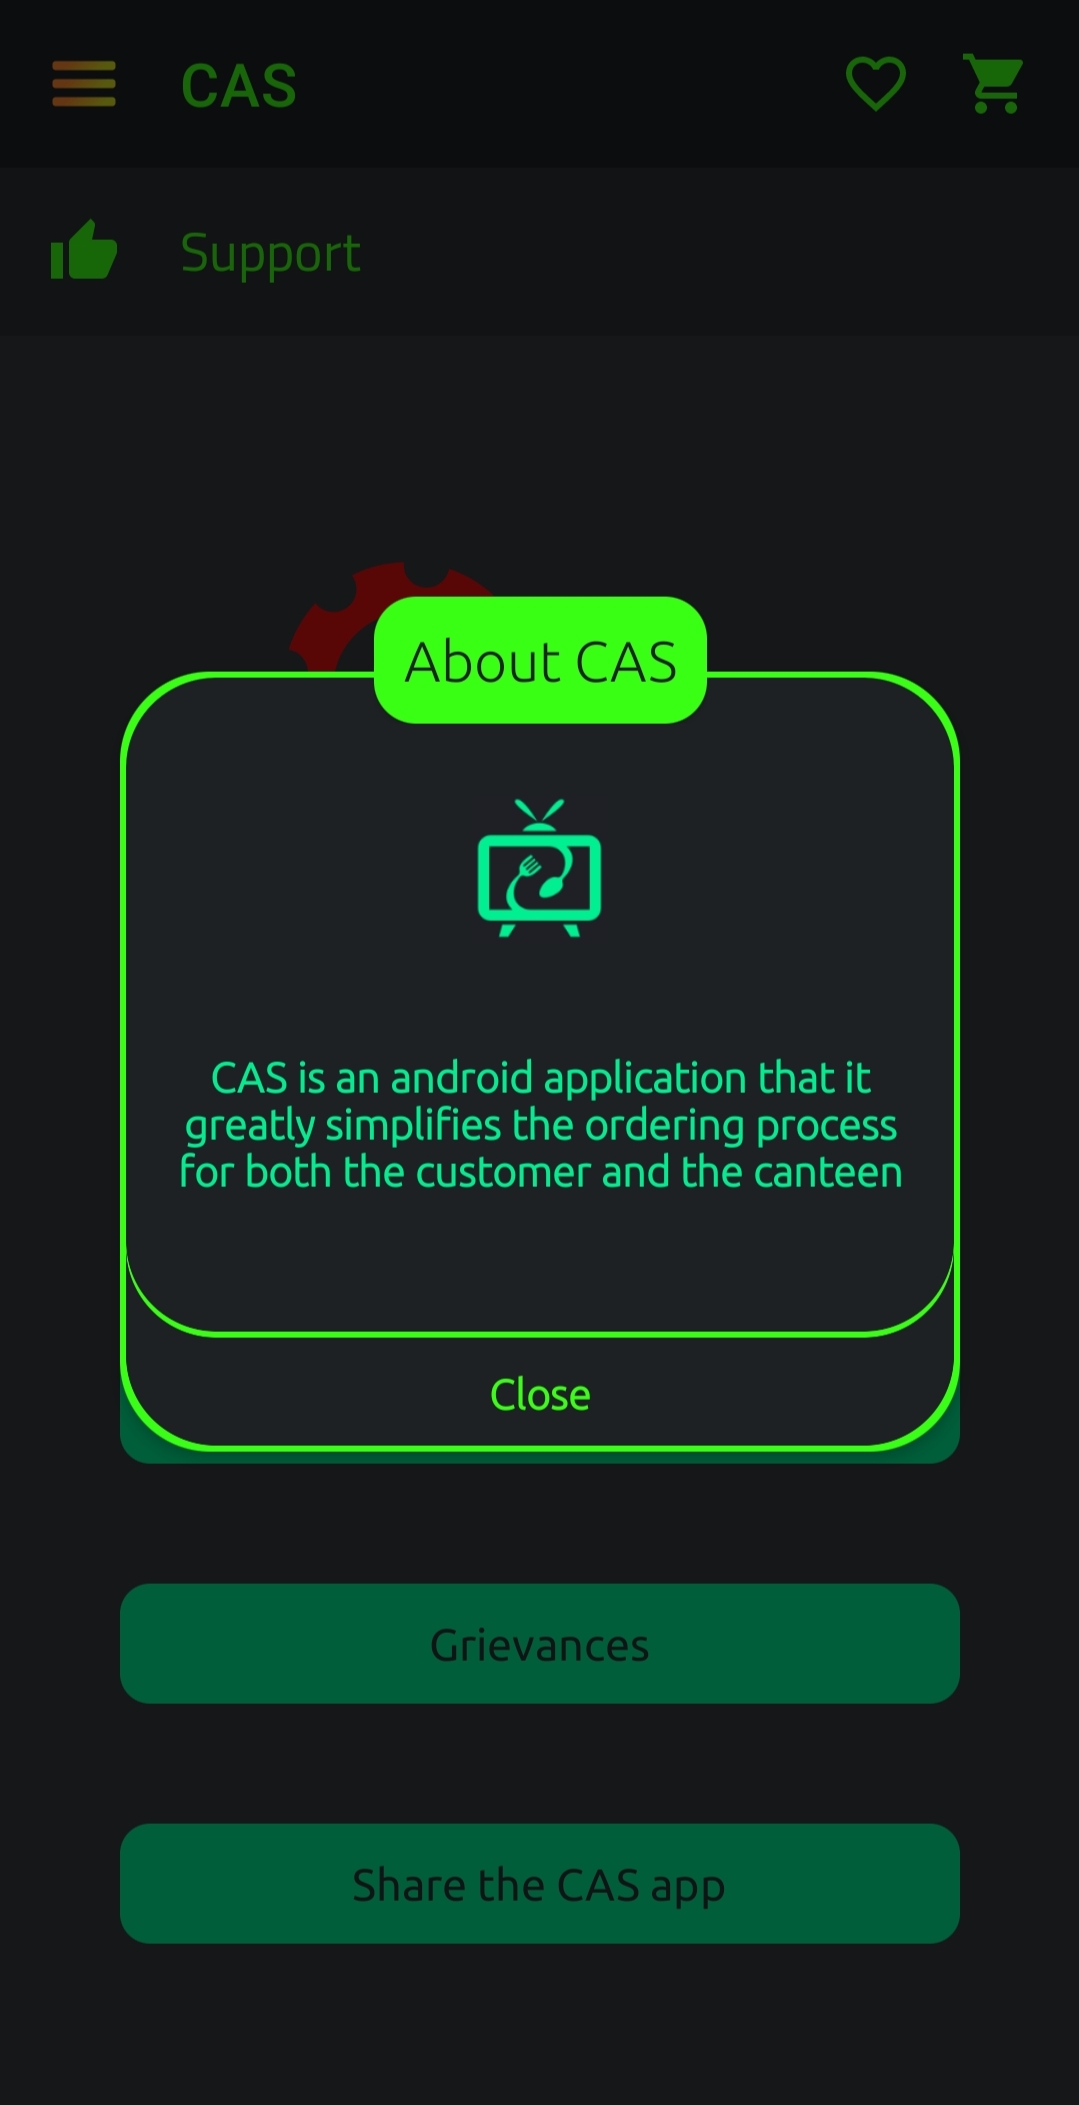 CAS
Support
About CAS
CAS is an android application that it
greatly simplifies the ordering process
for both the customer and the canteen
Close
Grievances
Share the CAS app